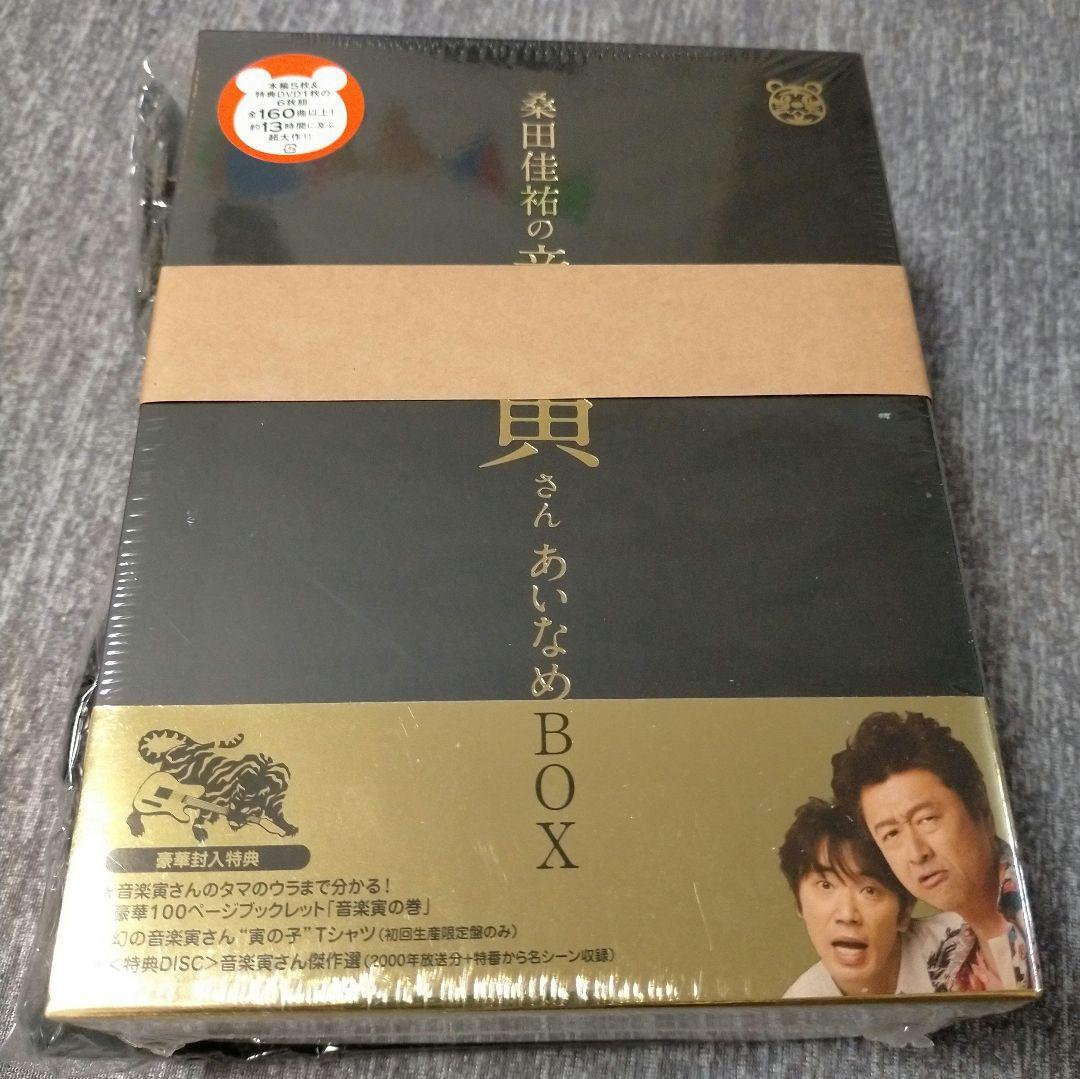 本編5枚&
特典DVD1枚の
6枚組
全160曲以上!
約13時間に及ぶ
超大作!!
桑田佳祐の音
寅さん あいなめBOX
豪華封入特典
★音楽寅さんのタマのウラまで分かる!
豪華100ページブックレット「音楽寅の巻」
幻の音楽寅さん“寅の子”Tシャツ(初回生産限定盤のみ)
<特典DISC>音楽寅さん傑作選(2000年放送分+特番から名シーン収録)